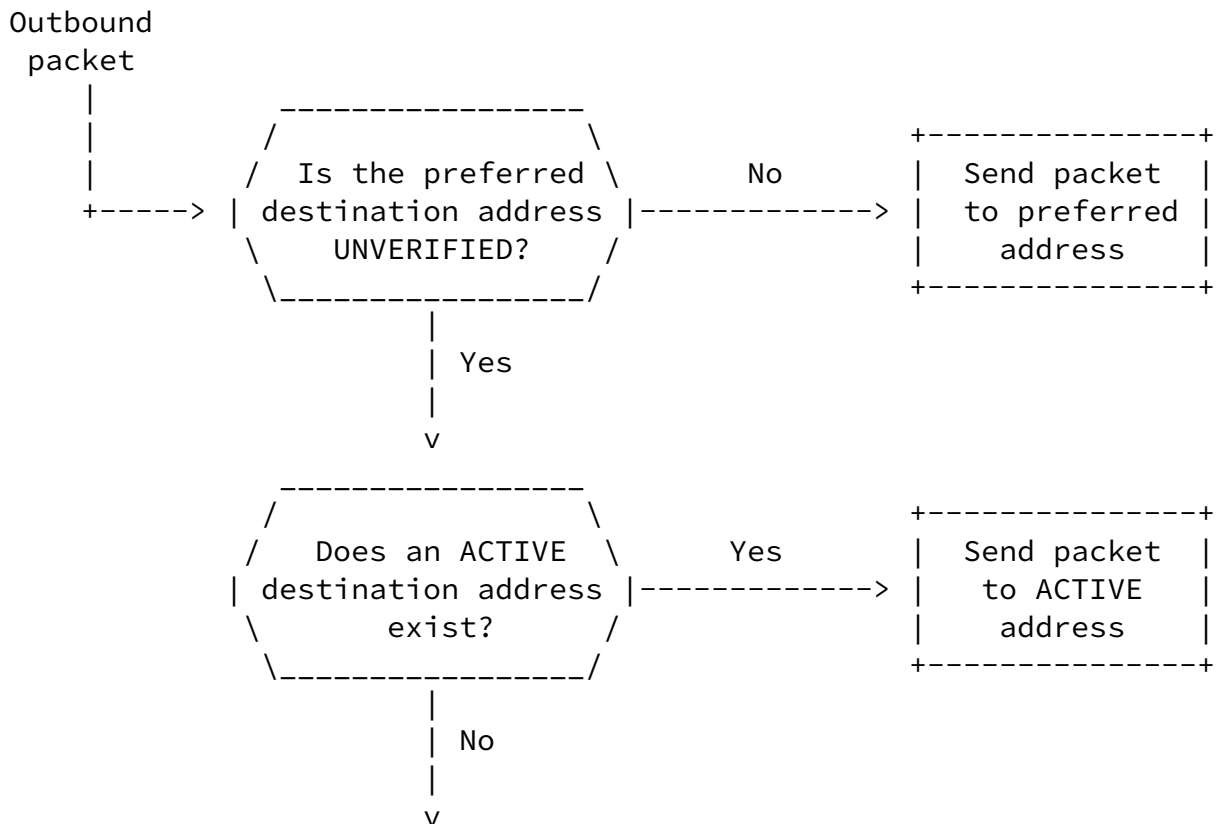 Outbound
packet
Is the preferred
destination address
UNVERIFIED?
No
Send packet
to preferred
address
Yes
Does an ACTIVE
destination address
exist?
Yes
Send packet
to ACTIVE
address
No